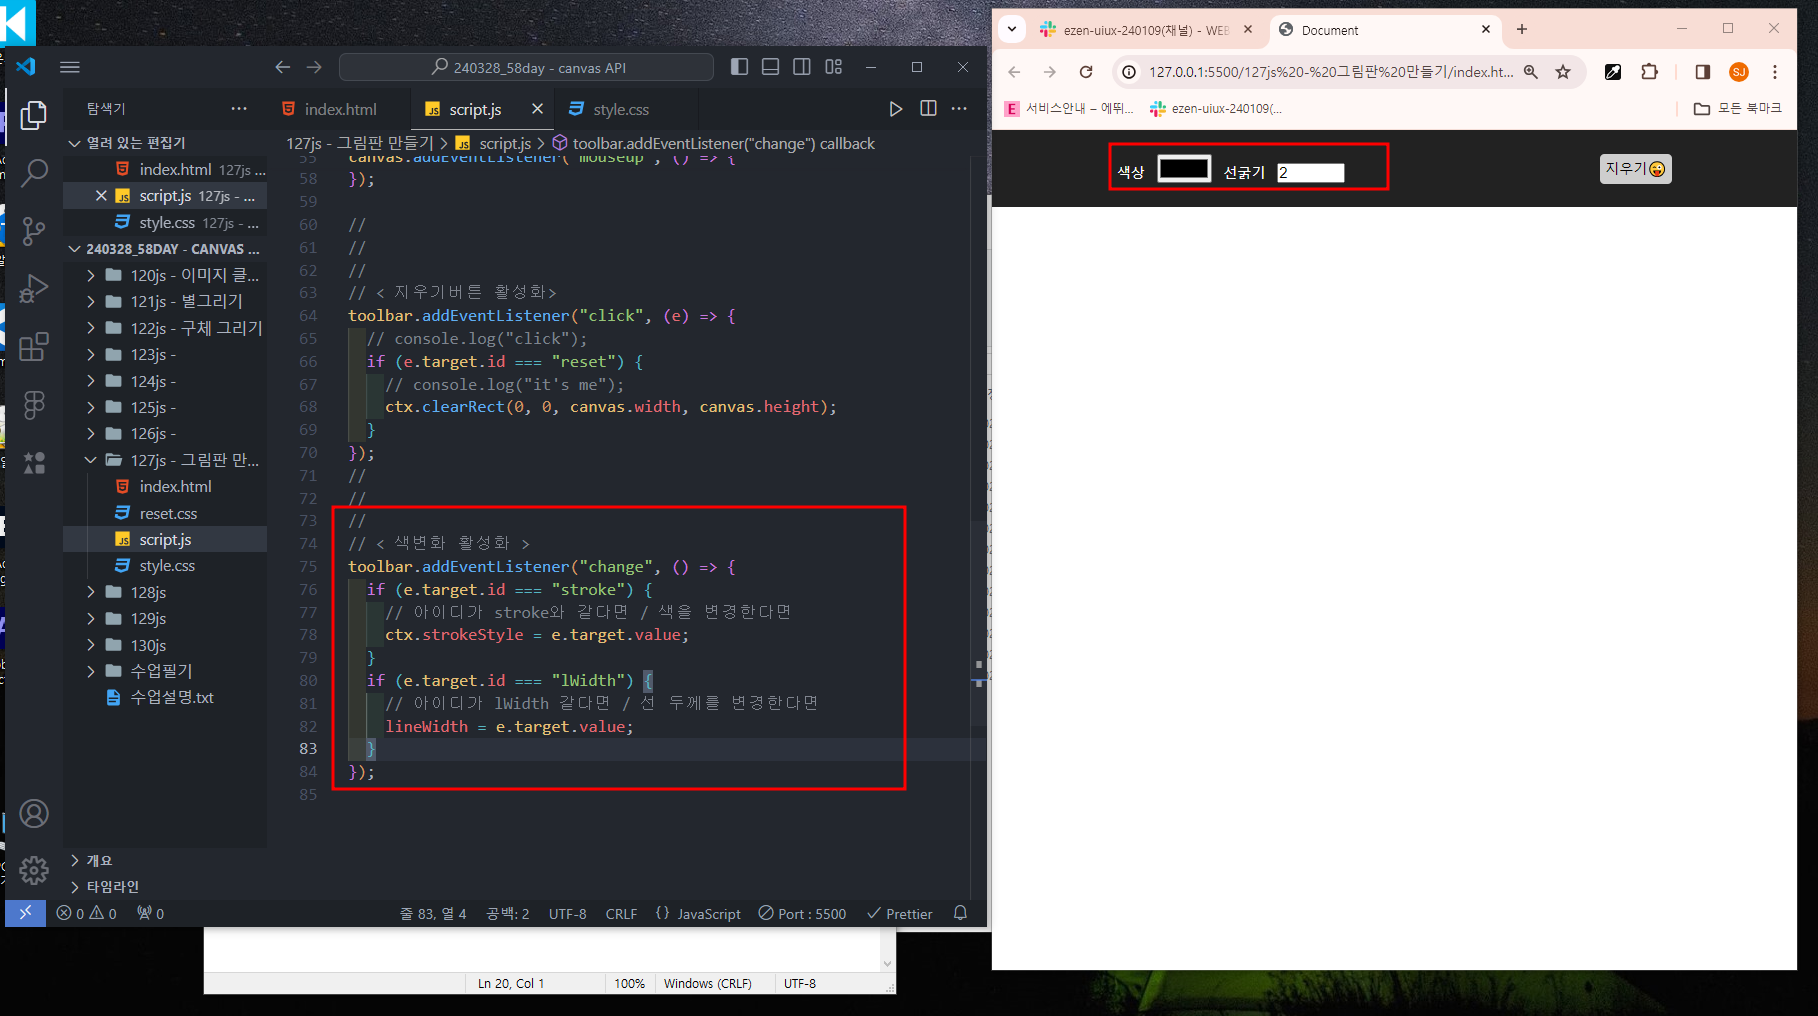 240328_58day - canvas API
탐색기
index.html
script.js
style.css
127js - 그림판 만들기 > script.js > toolbar.addEventListener("change") callback
열려 있는 편집기
index.html 127js ...
script.js 127js - ...
style.css 127js - ...
240328_58DAY - CANVAS ...
120js - 이미지 클...
121js - 별그리기
122js - 구체 그리기
123js -
124js -
125js -
126js -
127js - 그림판 만...
index.html
reset.css
script.js
style.css
128js
129js
130js
수업필기
수업설명.txt
개요
타임라인
55 canvas.addEventListener("mouseup", () => {
58 });
59
60 //
61 //
62 //
63 // < 지우기버튼 활성화>
64 toolbar.addEventListener("click", (e) => {
65 // console.log("click");
66 if (e.target.id === "reset") {
67 // console.log("it's me");
68 ctx.clearRect(0, 0, canvas.width, canvas.height);
69 }
70 });
71 //
72 //
73 //
74 // < 색변화 활성화 >
75 toolbar.addEventListener("change", () => {
76 if (e.target.id === "stroke") {
77 // 아이디가 stroke와 같다면 / 색을 변경한다면
78 ctx.strokeStyle = e.target.value;
79 }
80 if (e.target.id === "lWidth") {
81 // 아이디가 lWidth 같다면 / 선 두께를 변경한다면
82 lineWidth = e.target.value;
83 }
84 });
85
0 0 0
줄 83, 열 4 공백: 2 UTF-8 CRLF {} JavaScript Port : 5500 Prettier
Ln 20, Col 1 100% Windows (CRLF) UTF-8
ezen-uiux-240109(채널) - WEB
Document
127.0.0.1:5500/127js%20-%20그림판%20만들기/index.ht...
SJ
E 서비스안내 – 에뛰...
ezen-uiux-240109(...
모든 북마크
색상
선굵기 2
지우기😜